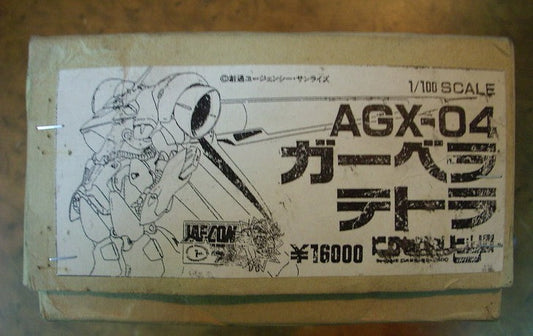 ©創通エージェンシー・サンライズ
1/100 SCALE
AGX-04
ガーベラ
テトラ
JAF-CON
¥16000